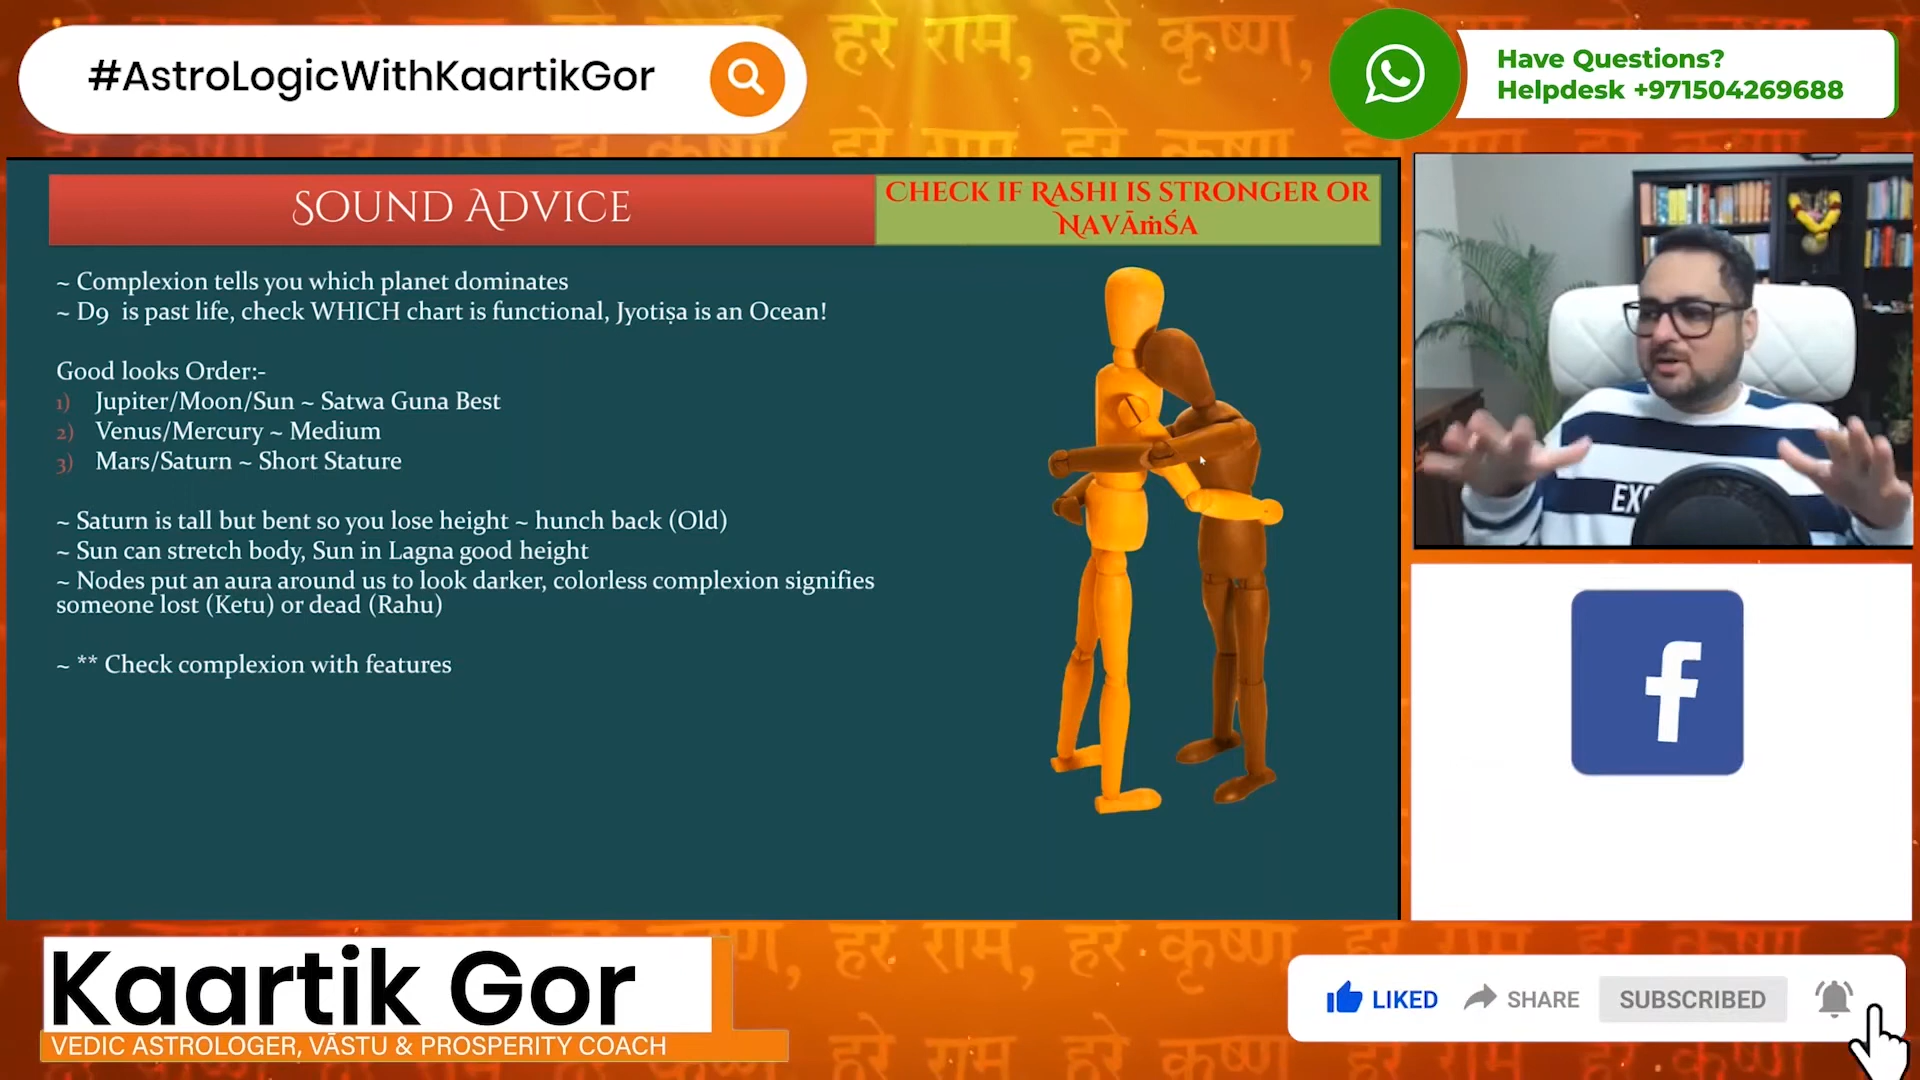 #AstroLogicWithKaartikGor
हरे राम, हरे कृष्ण,
Have Questions?
Helpdesk +971504269688
SOUND ADVICE
CHECK IF RASHI IS STRONGER OR
NAVĀṁŚA
~ Complexion tells you which planet dominates
~ D9 is past life, check WHICH chart is functional, Jyotiṣa is an Ocean!
Good looks Order:-
1) Jupiter/Moon/Sun ~ Satwa Guna Best
2) Venus/Mercury ~ Medium
3) Mars/Saturn ~ Short Stature
~ Saturn is tall but bent so you lose height ~ hunch back (Old)
~ Sun can stretch body, Sun in Lagna good height
~ Nodes put an aura around us to look darker, colorless complexion signifies
someone lost (Ketu) or dead (Rahu)
~ ** Check complexion with features
f
Kaartik Gor
VEDIC ASTROLOGER, VĀSTU & PROSPERITY COACH
हरे राम, हरे कृष्ण,
LIKED
SHARE
SUBSCRIBED